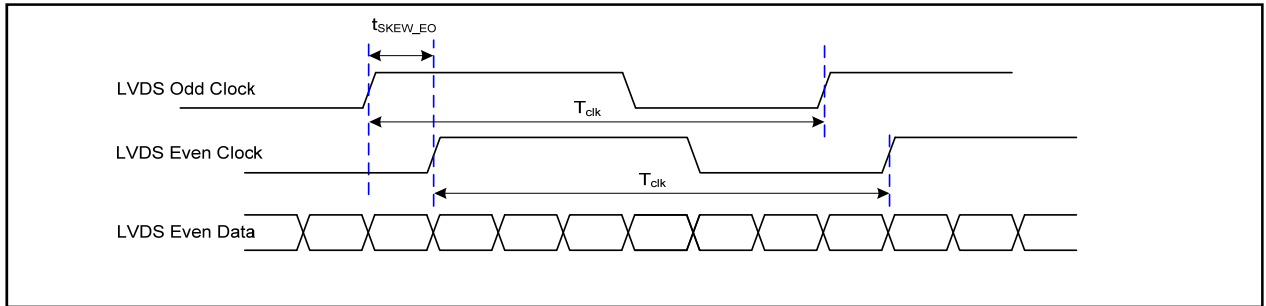 tSKEW_EO
LVDS Odd Clock
Tclk
LVDS Even Clock
Tclk
LVDS Even Data